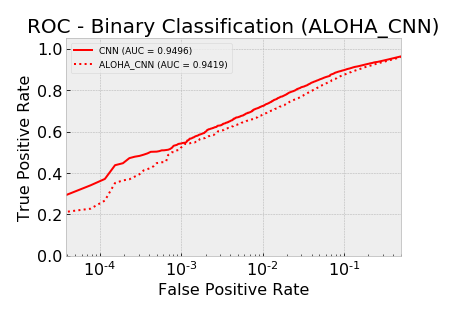 ROC - Binary Classification (ALOHA_CNN)
CNN (AUC = 0.9496)
ALOHA_CNN (AUC = 0.9419)
True Positive Rate
1.0
0.8
0.6
0.4
0.2
0.0
10⁻⁴ 10⁻³ 10⁻² 10⁻¹
False Positive Rate